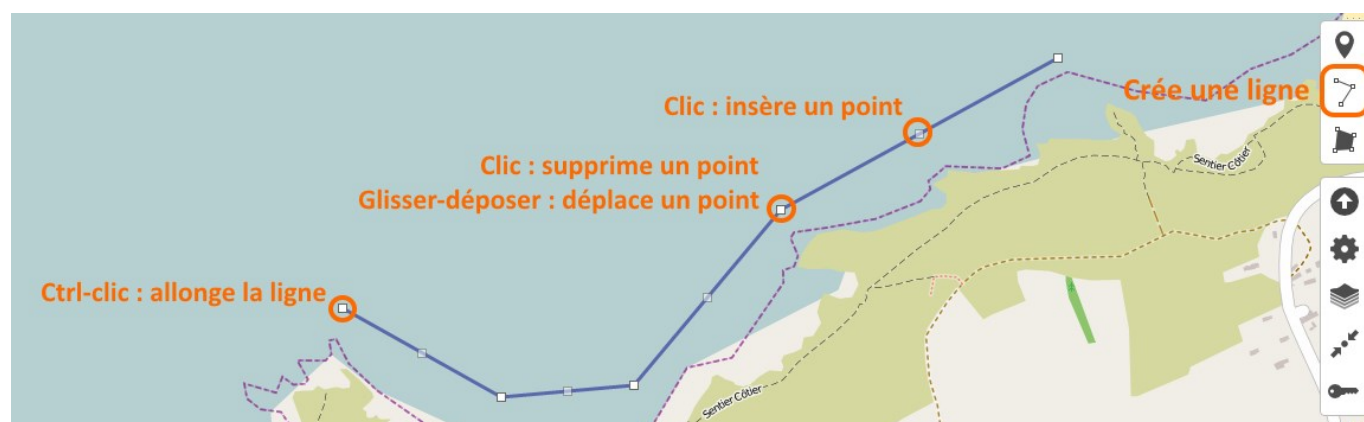 Crée une ligne
Clic : insère un point
Clic : supprime un point
Glisser-déposer : déplace un point
Sentier Côtier
Ctrl-clic : allonge la ligne
Sentier Côtier